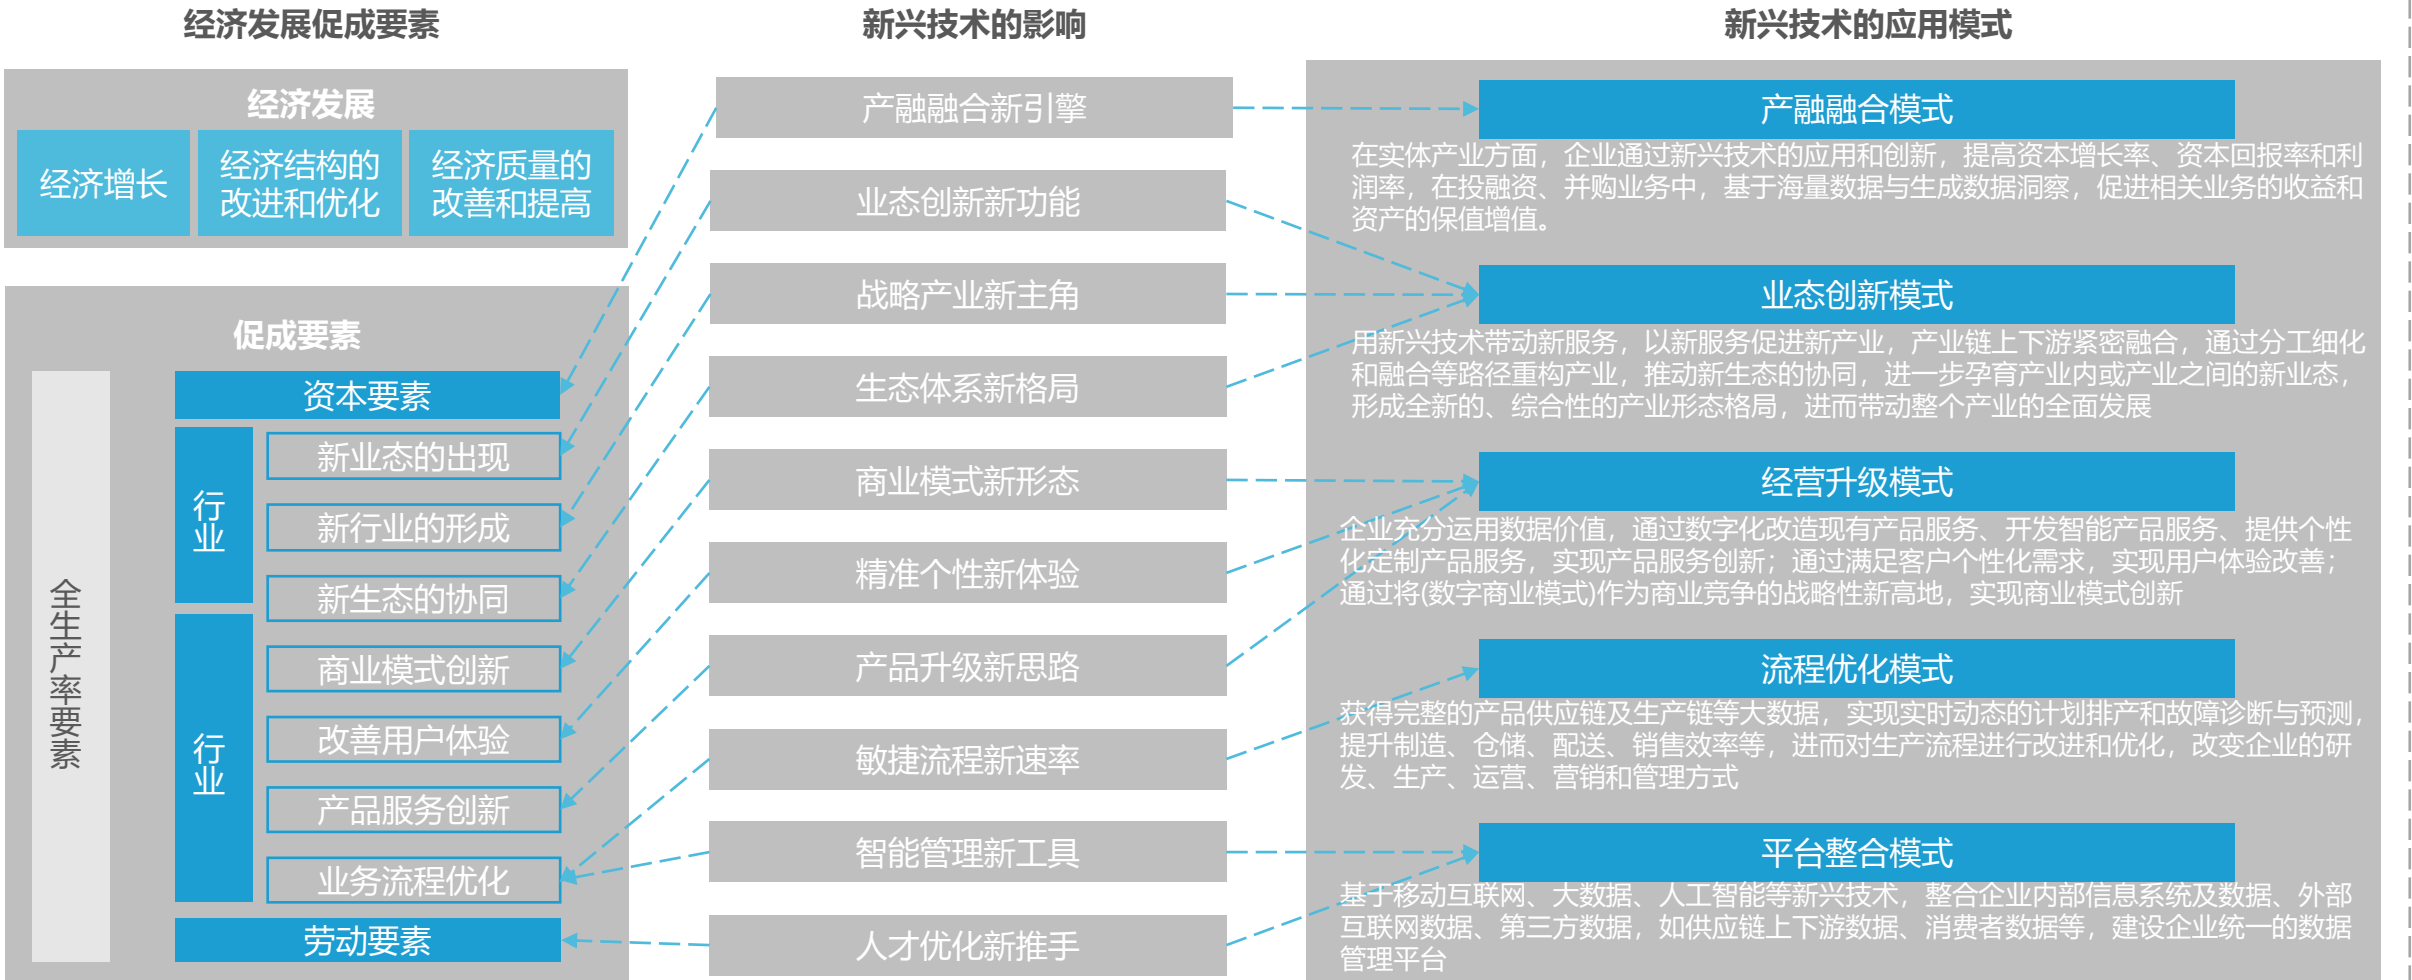 经济发展促成要素
新兴技术的影响
新兴技术的应用模式
经济发展
经济增长
经济结构的
改进和优化
经济质量的
改善和提高
促成要素
全生产率要素
资本要素
行业
新业态的出现
新行业的形成
新生态的协同
行业
商业模式创新
改善用户体验
产品服务创新
业务流程优化
劳动要素
产融融合新引擎
业态创新新功能
战略产业新主角
生态体系新格局
商业模式新形态
精准个性新体验
产品升级新思路
敏捷流程新速率
智能管理新工具
人才优化新推手
产融融合模式
在实体产业方面，企业通过新兴技术的应用和创新，提高资本增长率、资本回报率和利
润率，在投融资、并购业务中，基于海量数据与生成数据洞察，促进相关业务的收益和
资产的保值增值。
业态创新模式
用新兴技术带动新服务，以新服务促进新产业，产业链上下游紧密融合，通过分工细化
和融合等路径重构产业，推动新生态的协同，进一步孕育产业内或产业之间的新业态，
形成全新的、综合性的产业形态格局，进而带动整个产业的全面发展
经营升级模式
企业充分运用数据价值，通过数字化改造现有产品服务、开发智能产品服务、提供个性
化定制产品服务，实现产品服务创新；通过满足客户个性化需求，实现用户体验改善；
通过将(数字商业模式)作为商业竞争的战略性新高地，实现商业模式创新
流程优化模式
获得完整的产品供应链及生产链等大数据，实现实时动态的计划排产和故障诊断与预测，
提升制造、仓储、配送、销售效率等，进而对生产流程进行改进和优化，改变企业的研
发、生产、运营、营销和管理方式
平台整合模式
基于移动互联网、大数据、人工智能等新兴技术，整合企业内部信息系统及数据、外部
互联网数据、第三方数据，如供应链上下游数据、消费者数据等，建设企业统一的数据
管理平台